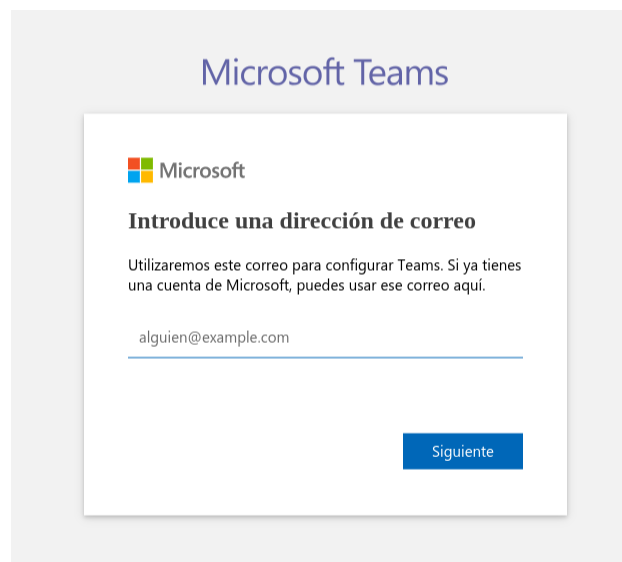 Microsoft Teams
Microsoft
Introduce una dirección de correo
Utilizaremos este correo para configurar Teams. Si ya tienes
una cuenta de Microsoft, puedes usar ese correo aquí.
alguien@example.com
Siguiente